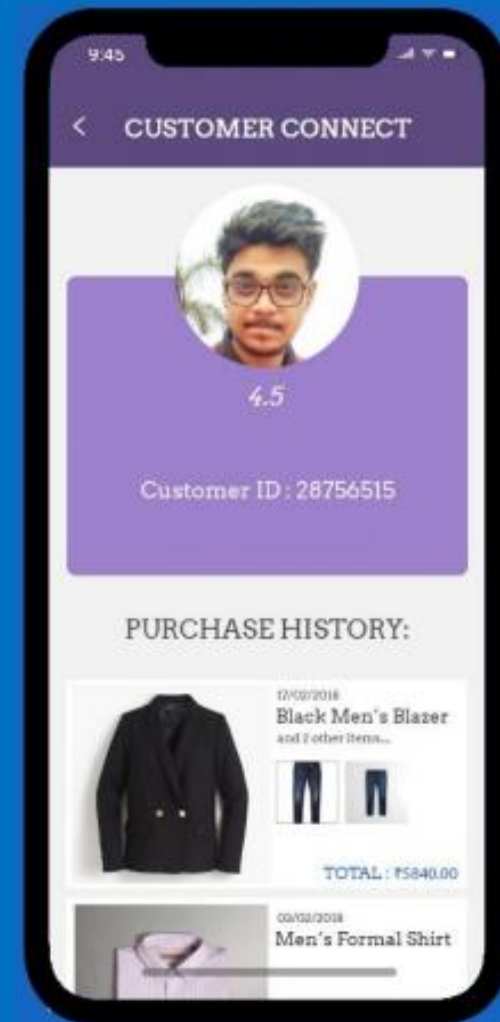 9:45
CUSTOMER CONNECT
4.5
Customer ID : 28756515
PURCHASE HISTORY:
17/02/2018
Black Men's Blazer
and 2 other items...
TOTAL : ₹5840.00
03/02/2018
Men's Formal Shirt